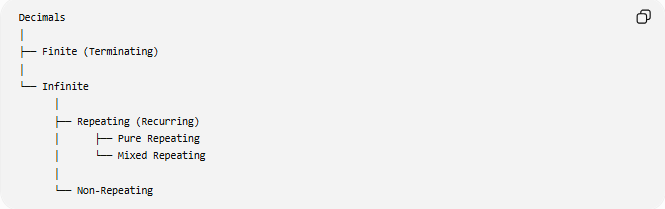 Decimals
Finite (Terminating)
Infinite
Repeating (Recurring)
Pure Repeating
Mixed Repeating
Non-Repeating